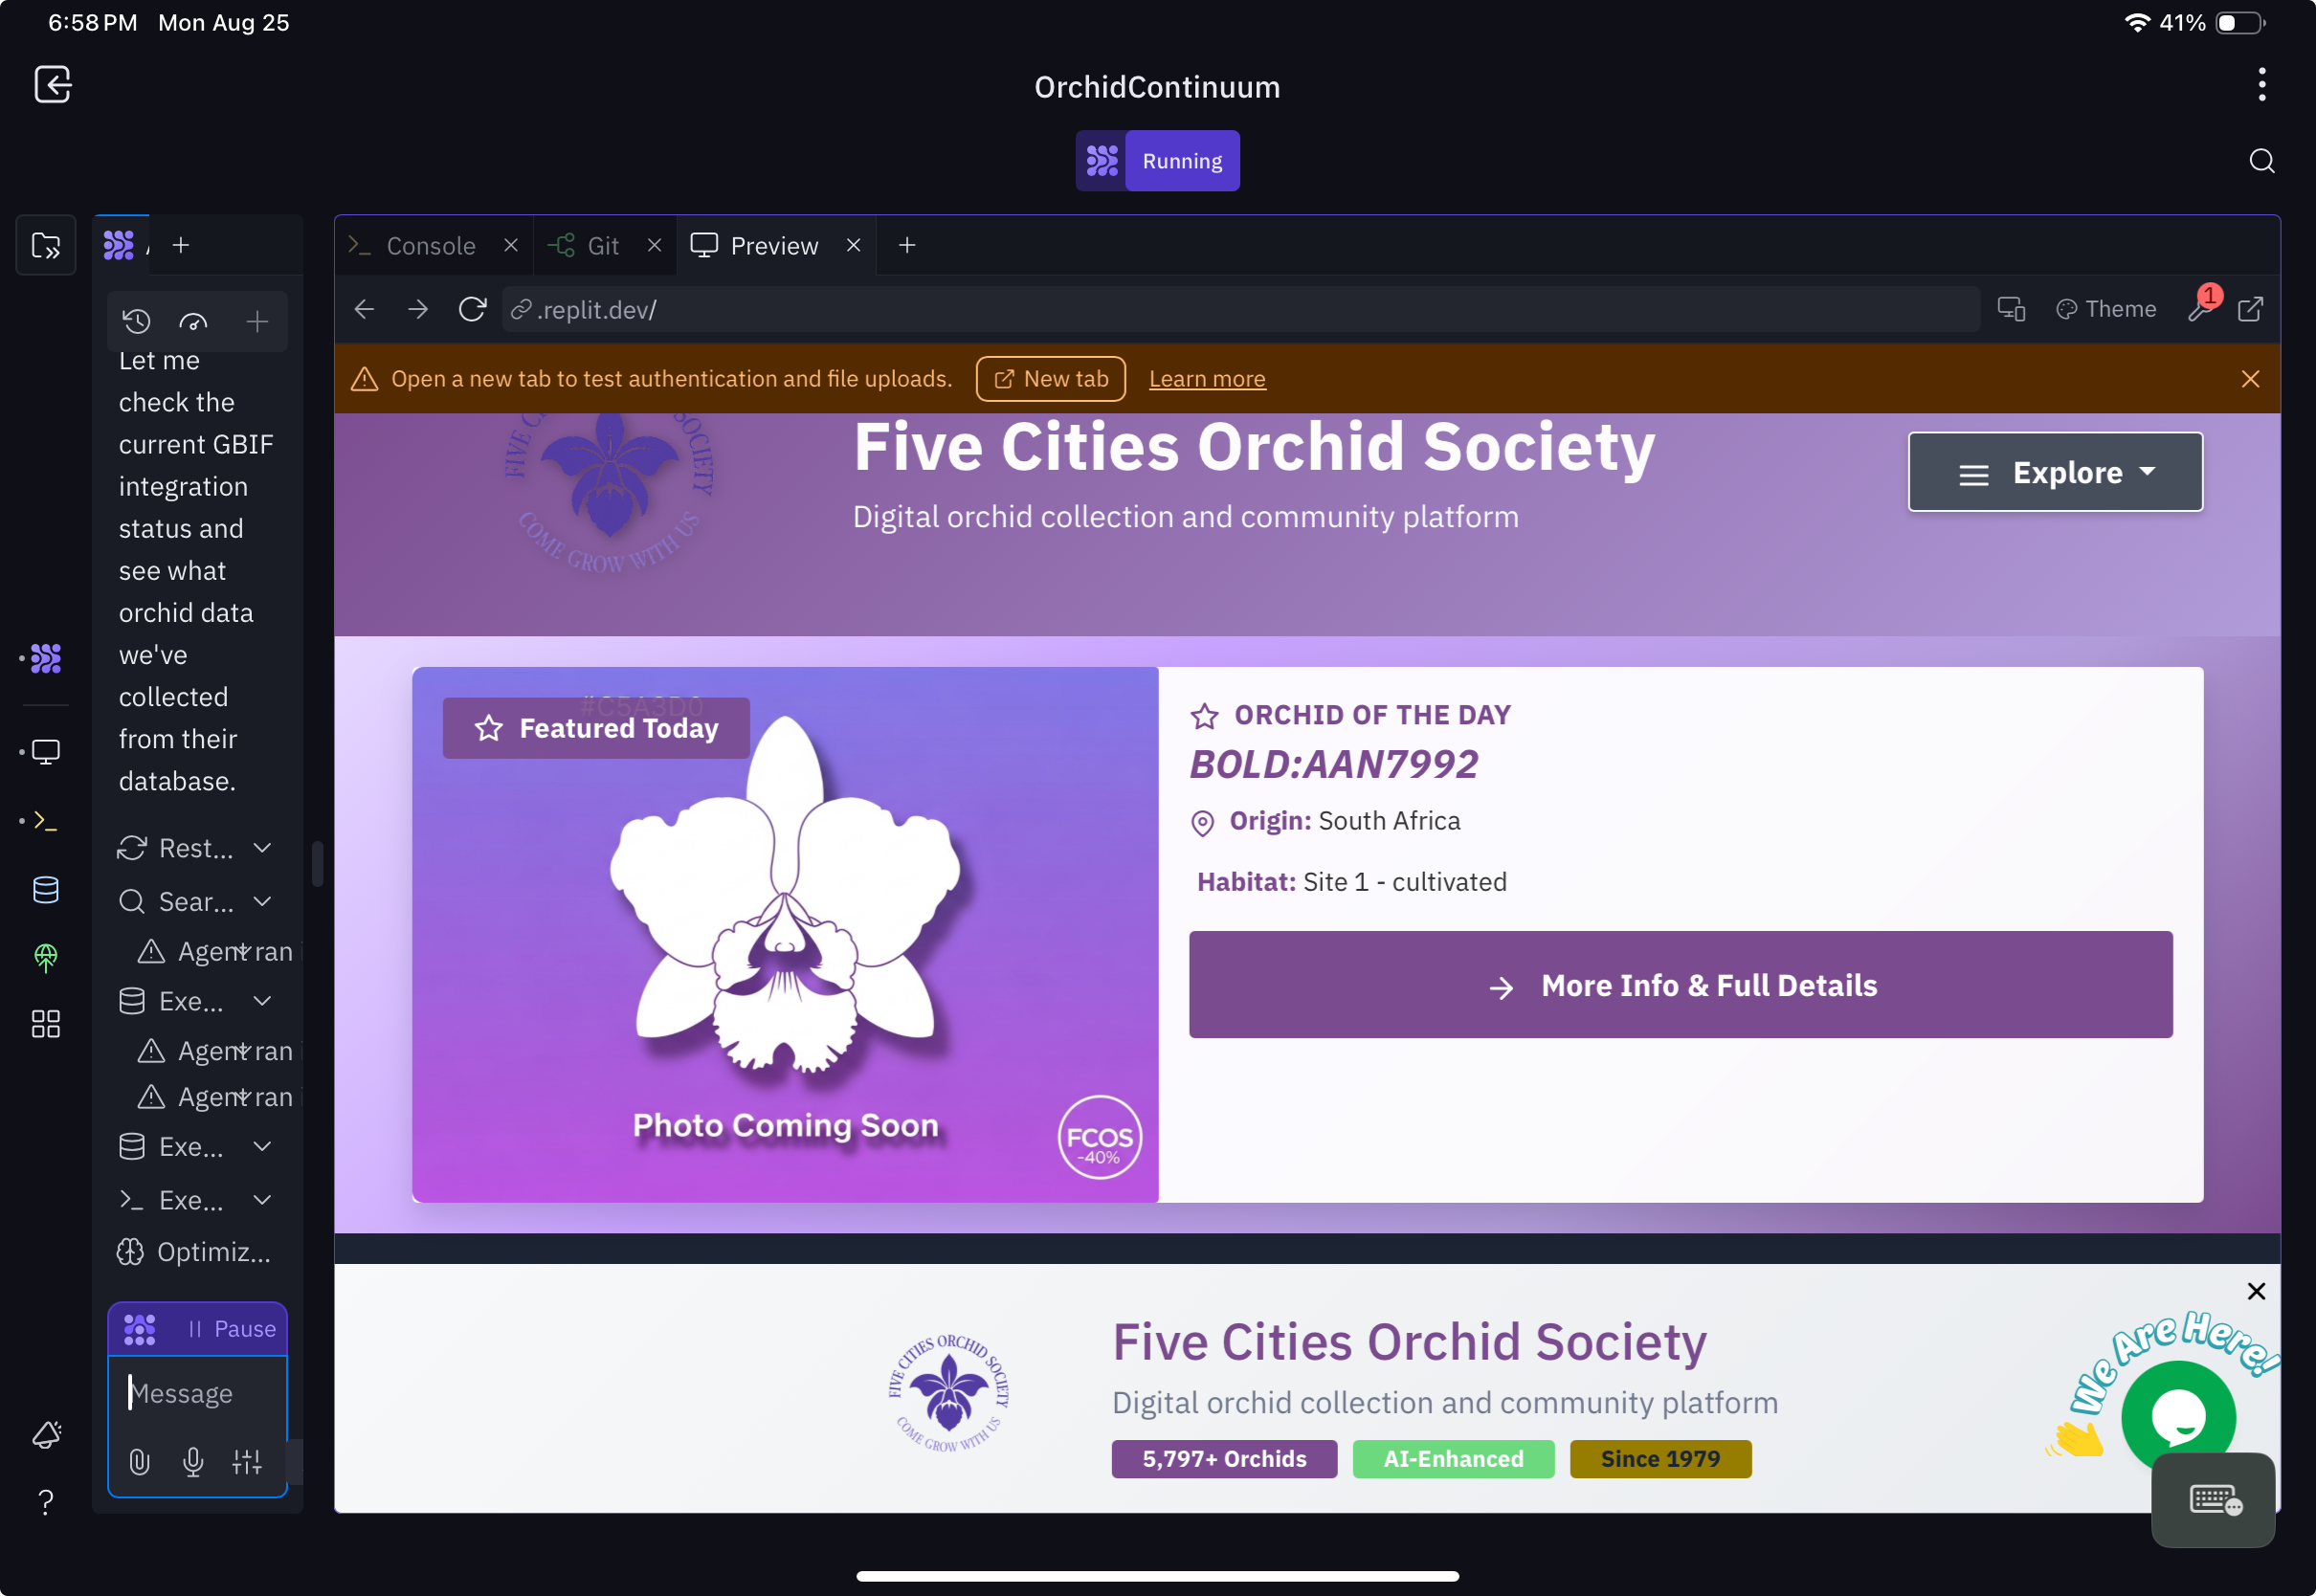 6:58 PM Mon Aug 25
41%
OrchidContinuum
Running
Console
Git
Preview
.replit.dev/
Theme
1
Open a new tab to test authentication and file uploads.
New tab
Learn more
Let me
check the
current GBIF
integration
status and
see what
orchid data
we've
collected
from their
database.
Rest...
Sear...
Agent ran
Exe...
Agent ran
Agent ran
Exe...
Exe...
Optimiz...
Pause
Message
SOCIETY
FIVE
COME GROW WITH US
Five Cities Orchid Society
Digital orchid collection and community platform
Explore
#C5A3D0
Featured Today
Photo Coming Soon
FCOS
-40%
ORCHID OF THE DAY
BOLD:AAN7992
Origin: South Africa
Habitat: Site 1 - cultivated
More Info & Full Details
FIVE CITIES ORCHID SOCIETY
COME GROW WITH US
Five Cities Orchid Society
Digital orchid collection and community platform
5,797+ Orchids
AI-Enhanced
Since 1979
We Are Here!